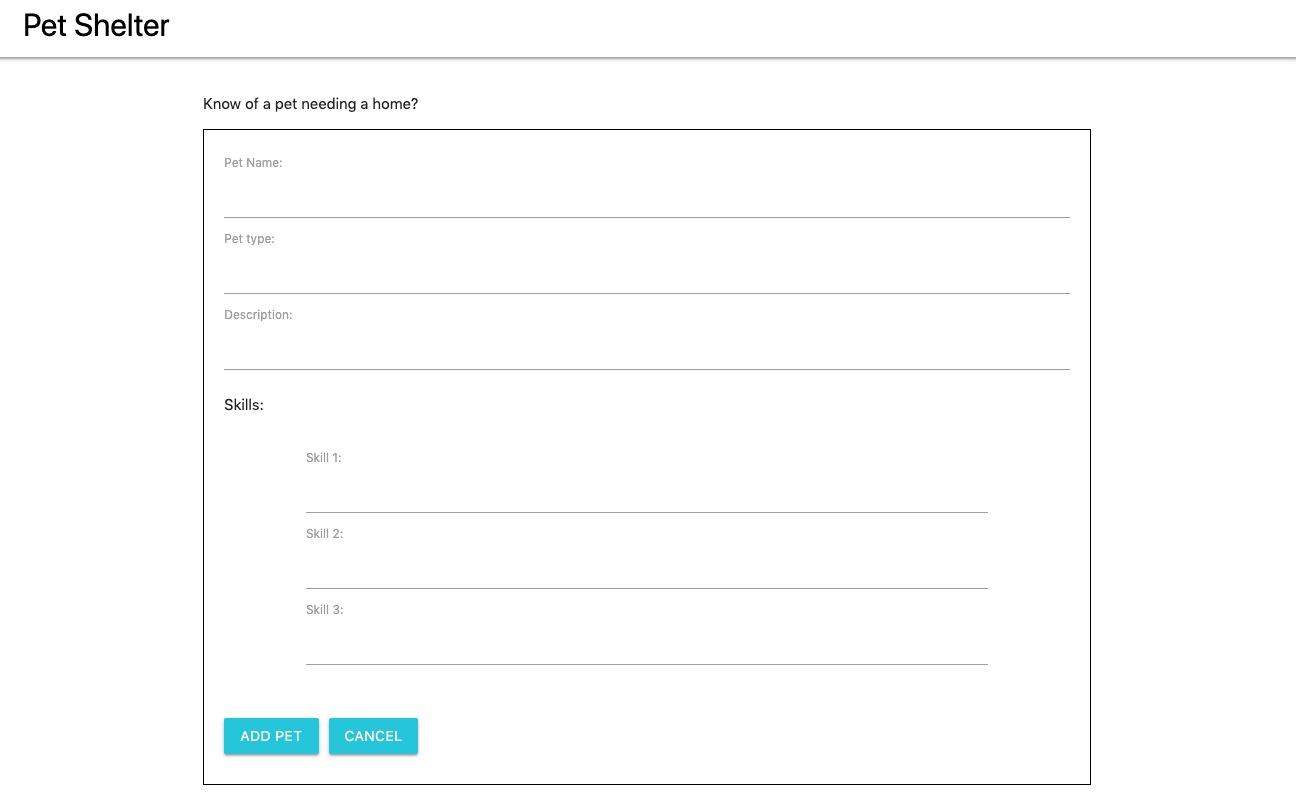 Pet Shelter
Know of a pet needing a home?
Pet Name:
Pet type:
Description:
Skills:
Skill 1:
Skill 2:
Skill 3:
ADD PET CANCEL